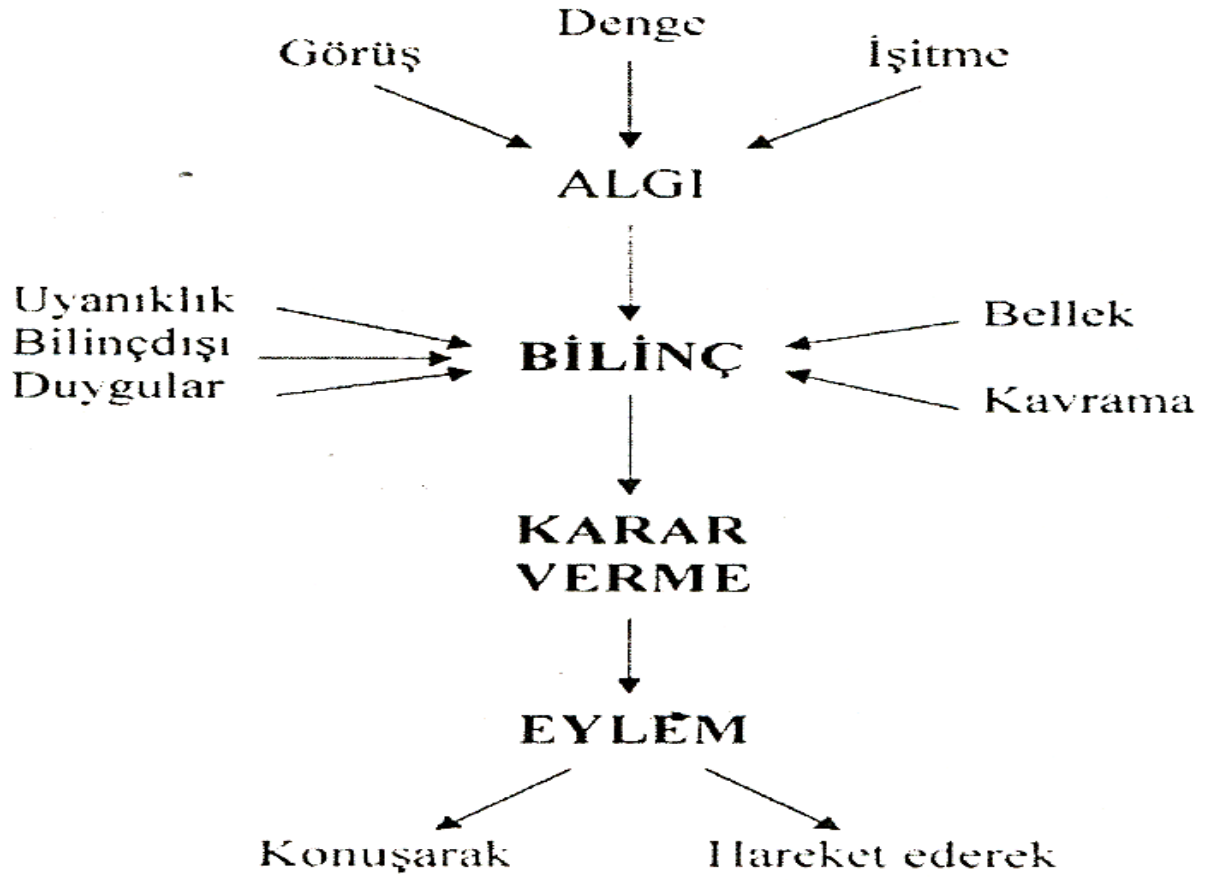 Denge
Görüş
İşitme
ALGI
Uyanıklık
Bilinçdışı
Duygular
BİLİNÇ
Bellek
Kavrama
KARAR
VERME
EYLEM
Konuşarak
Hareket ederek